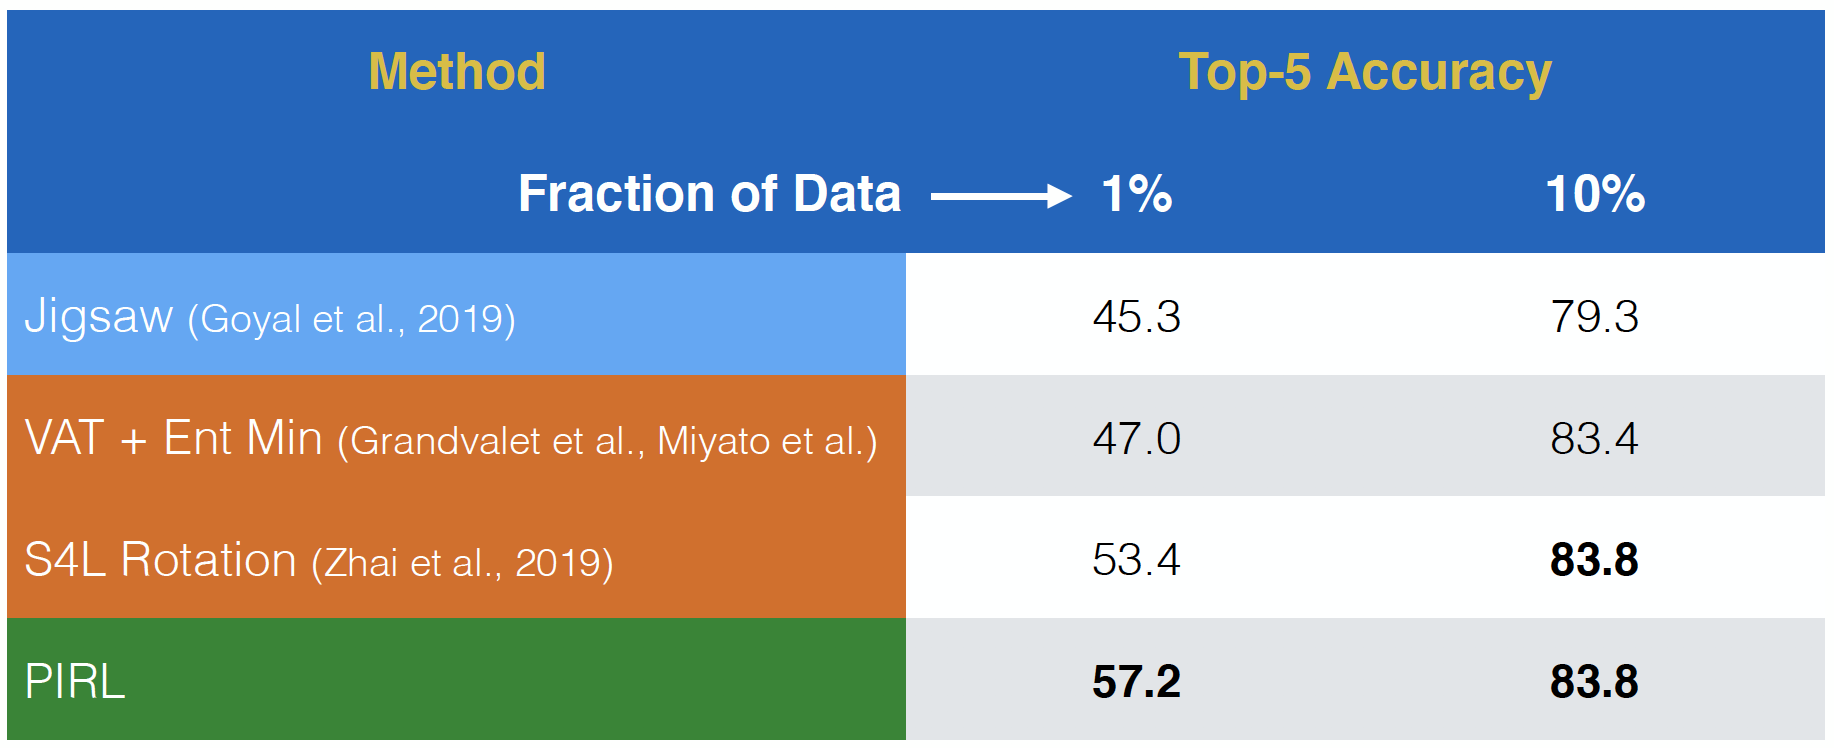 Method Top-5 Accuracy
Fraction of Data 1% 10%
Jigsaw (Goyal et al., 2019) 45.3 79.3
VAT + Ent Min (Grandvalet et al., Miyato et al.) 47.0 83.4
S4L Rotation (Zhai et al., 2019) 53.4 83.8
PIRL 57.2 83.8